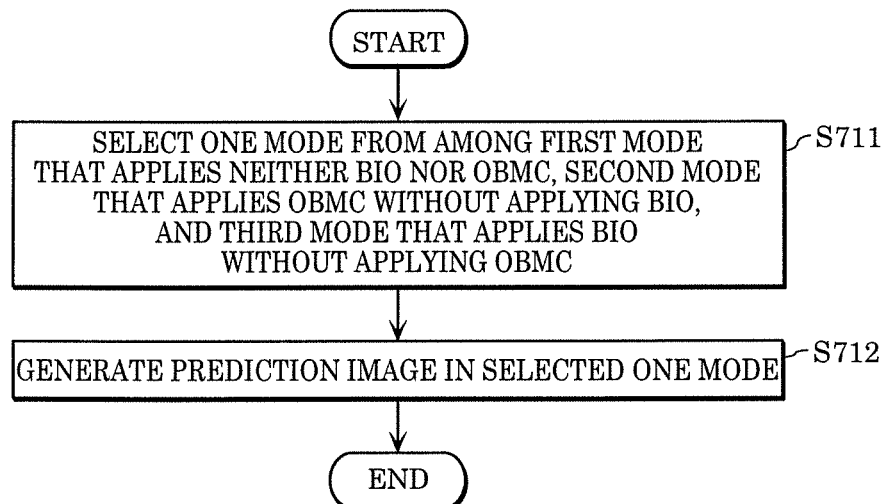 START
SELECT ONE MODE FROM AMONG FIRST MODE
THAT APPLIES NEITHER BIO NOR OBMC, SECOND MODE
THAT APPLIES OBMC WITHOUT APPLYING BIO,
AND THIRD MODE THAT APPLIES BIO
WITHOUT APPLYING OBMC
S711
GENERATE PREDICTION IMAGE IN SELECTED ONE MODE
S712
END